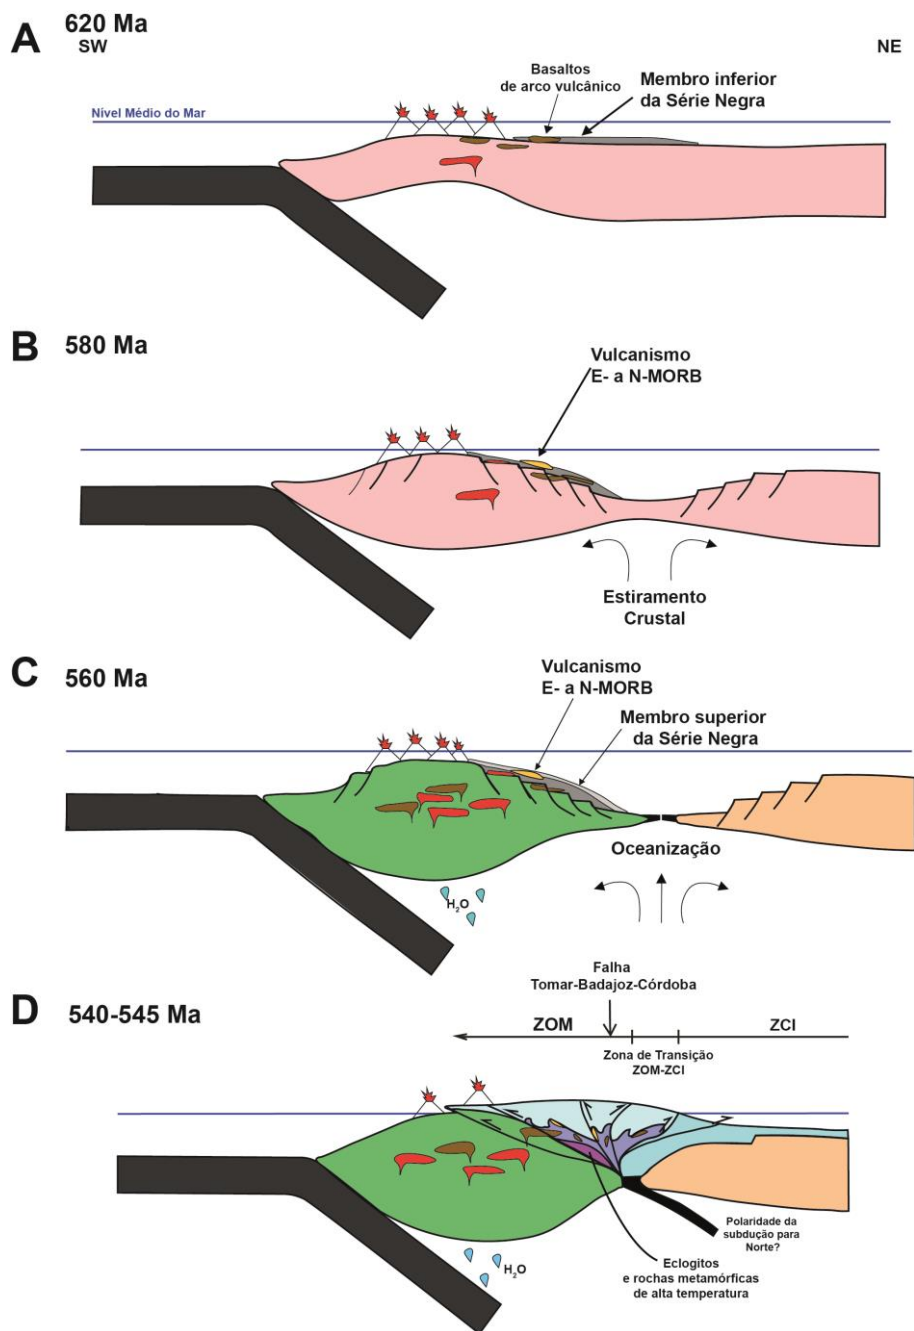 A
620 Ma
SW
NE
Basaltos
de arco vulcânico
Membro inferior
da Série Negra
Nível Médio do Mar
B
580 Ma
Vulcanismo
E- a N-MORB
Estiramento
Crustal
C
560 Ma
Vulcanismo
E- a N-MORB
Membro superior
da Série Negra
Oceanização
H2O
D
540-545 Ma
Falha
Tomar-Badajoz-Córdoba
ZOM
ZCI
Zona de Transição
ZOM-ZCI
Polaridade da
subdução para
Norte?
H2O
Eclogitos
e rochas metamórficas
de alta temperatura